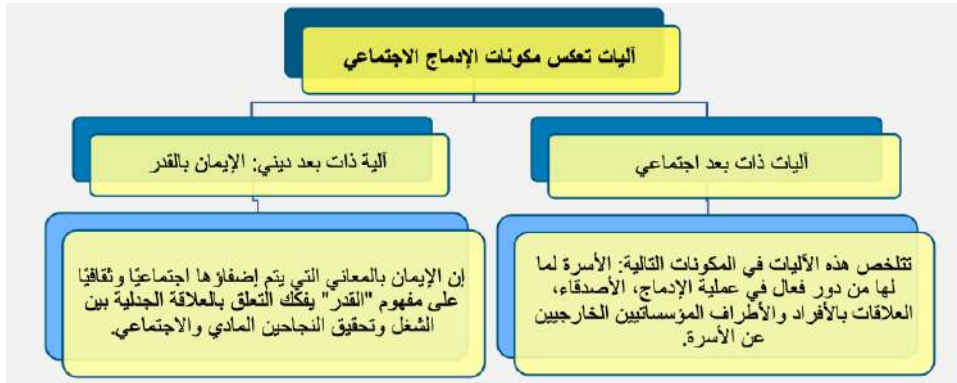 آليات تعكس مكونات الإدماج الاجتماعي
آليات ذات بعد اجتماعي
تتلخص هذه الآليات في المكونات التالية: الأسرة لما
لها من دور فعال في عملية الإدماج، الأصدقاء،
العلاقات بالأفراد والأطراف المؤسساتيين الخارجيين
عن الأسرة.
آلية ذات بعد ديني: الإيمان بالقدر
إن الإيمان بالمعاني التي يتم إضفاؤها اجتماعيًا وثقافيًا
على مفهوم "القدر" يفكك التعلق بالعلاقة الجدلية بين
الشغل وتحقيق النجاحين المادي والاجتماعي.